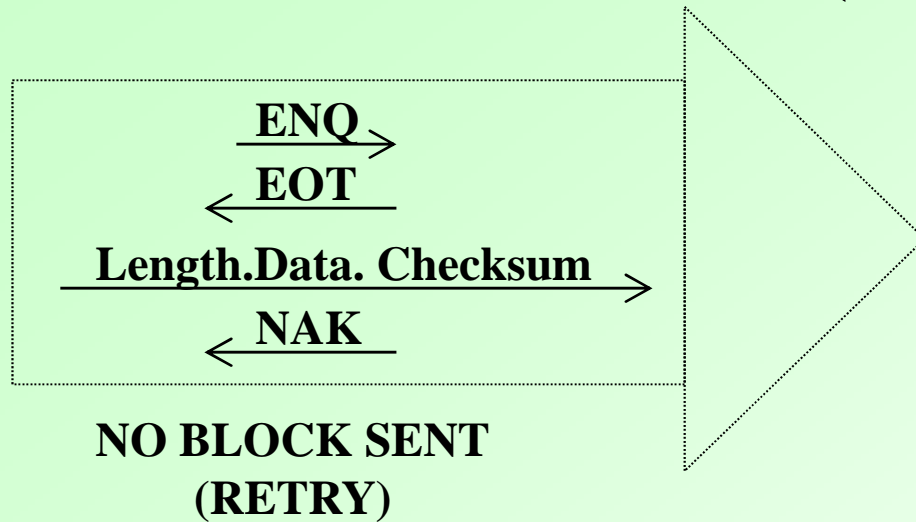 ENQ
EOT
Length.Data. Checksum
NAK
NO BLOCK SENT
(RETRY)